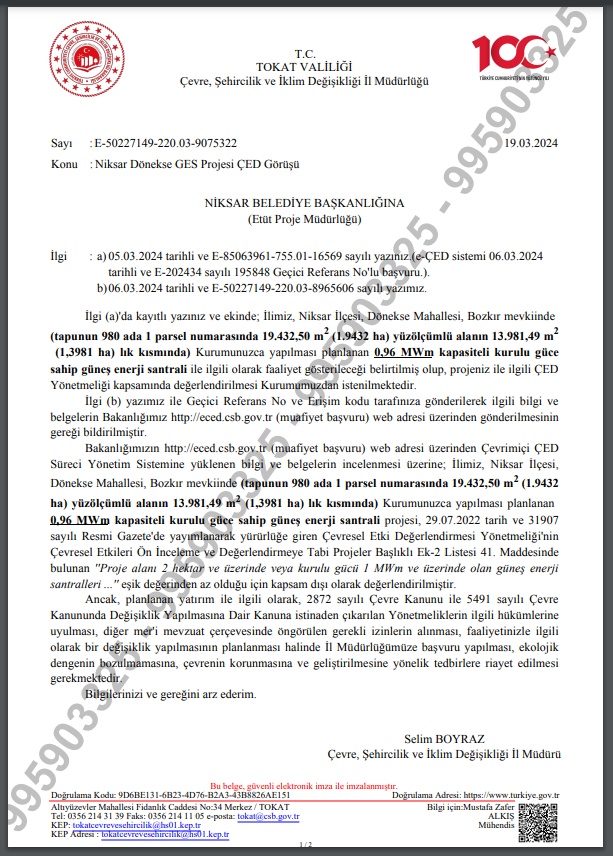 T.C.
TOKAT VALİLİĞİ
Çevre, Şehircilik ve İklim Değişikliği İl Müdürlüğü
100
TÜRKİYE CUMHURİYETİ'NİN YÜZÜNCÜ YILI
Sayı : E-50227149-220.03-9075322 19.03.2024
Konu : Niksar Dönekse GES Projesi ÇED Görüşü
NİKSAR BELEDİYE BAŞKANLIĞINA
(Etüt Proje Müdürlüğü)
İlgi : a) 05.03.2024 tarihli ve E-85063961-755.01-16569 sayılı yazınız.(e-ÇED sistemi 06.03.2024
tarihli ve E-202434 sayılı 195848 Geçici Referans No'lu başvuru.).
b) 06.03.2024 tarihli ve E-50227149-220.03-8965606 sayılı yazımız.
İlgi (a)'da kayıtlı yazınız ve ekinde; İlimiz, Niksar İlçesi, Dönekse Mahallesi, Bozkır mevkiinde
(tapunun 980 ada 1 parsel numarasında 19.432,50 m2 (1,9432 ha) yüzölçümlü alanın 13.981,49 m2
(1,3981 ha) lık kısmında) Kurumunuzca yapılması planlanan 0,96 MWm kapasiteli kurulu güce
sahip güneş enerji santrali ile ilgili olarak faaliyet gösterileceği belirtilmiş olup, projeniz ile ilgili ÇED
Yönetmeliği kapsamında değerlendirilmesi Kurumumuzdan istenilmektedir.
İlgi (b) yazımız ile Geçici Referans No ve Erişim kodu tarafınıza gönderilerek ilgili bilgi ve
belgelerin Bakanlığımız http://eced.csb.gov.tr (muafiyet başvuru) web adresi üzerinden gönderilmesinin
gereği bildirilmiştir.
Bakanlığımızın http://eced.csb.gov.tr (muafiyet başvuru) web adresi üzerinden Çevrimiçi ÇED
Süreci Yönetim Sistemine yüklenen bilgi ve belgelerin incelenmesi üzerine; İlimiz, Niksar İlçesi,
Dönekse Mahallesi, Bozkır mevkiinde (tapunun 980 ada 1 parsel numarasında 19.432,50 m2 (1,9432
ha) yüzölçümlü alanın 13.981,49 m2 (1,3981 ha) lık kısmında) Kurumunuzca yapılması planlanan
0,96 MWm kapasiteli kurulu güce sahip güneş enerji santrali projesi, 29.07.2022 tarih ve 31907
sayılı Resmi Gazete'de yayımlanarak yürürlüğe giren Çevresel Etki Değerlendirmesi Yönetmeliği'nin
Çevresel Etkileri Ön İnceleme ve Değerlendirmeye Tabi Projeler Başlıklı Ek-2 Listesi 41. Maddesinde
bulunan "Proje alanı 2 hektar ve üzerinde veya kurulu gücü 1 MWm ve üzerinde olan güneş enerji
santralleri ..." eşik değerinden az olduğu için kapsam dışı olarak değerlendirilmiştir.
Ancak, planlanan yatırım ile ilgili olarak, 2872 sayılı Çevre Kanunu ile 5491 sayılı Çevre
Kanununda Değişiklik Yapılmasına Dair Kanuna istinaden çıkarılan Yönetmeliklerin ilgili hükümlerine
uyulması, diğer mer'i mevzuat çerçevesinde öngörülen gerekli izinlerin alınması, faaliyetinizle ilgili
olarak bir değişiklik yapılmasının planlanması halinde İl Müdürlüğümüze başvuru yapılması, ekolojik
dengenin bozulmamasına, çevrenin korunmasına ve geliştirilmesine yönelik tedbirlere riayet edilmesi
gerekmektedir.
Bilgilerinizi ve gereğini arz ederim.
Selim BOYRAZ
Çevre, Şehircilik ve İklim Değişikliği İl Müdürü
995903325 - 995903325 - 995903325 - 995903325
Bu belge, güvenli elektronik imza ile imzalanmıştır.
Doğrulama Kodu: 9D6BE131-6B23-4D76-B2A3-43B8826AE151 Doğrulama Adresi: https://www.turkiye.gov.tr
Altıyüzevler Mahallesi Fidanlık Caddesi No:34 Merkez / TOKAT Bilgi için:Mustafa Zafer
Tel: 0356 214 31 39 Faks: 0356 214 11 05 e-posta: tokat@csb.gov.tr ALKIŞ
KEP: tokatcevrevesehircilik@hs01.kep.tr Mühendis
KEP Adresi : tokatcevrevesehircilik@hs01.kep.tr
1 / 2